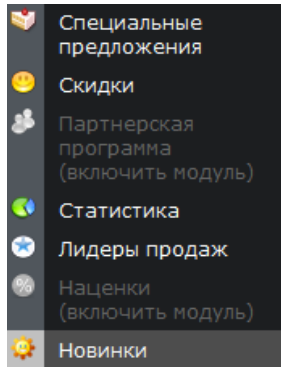 Специальные
предложения
Скидки
Партнерская
программа
(включить модуль)
Статистика
Лидеры продаж
Наценки
(включить модуль)
Новинки